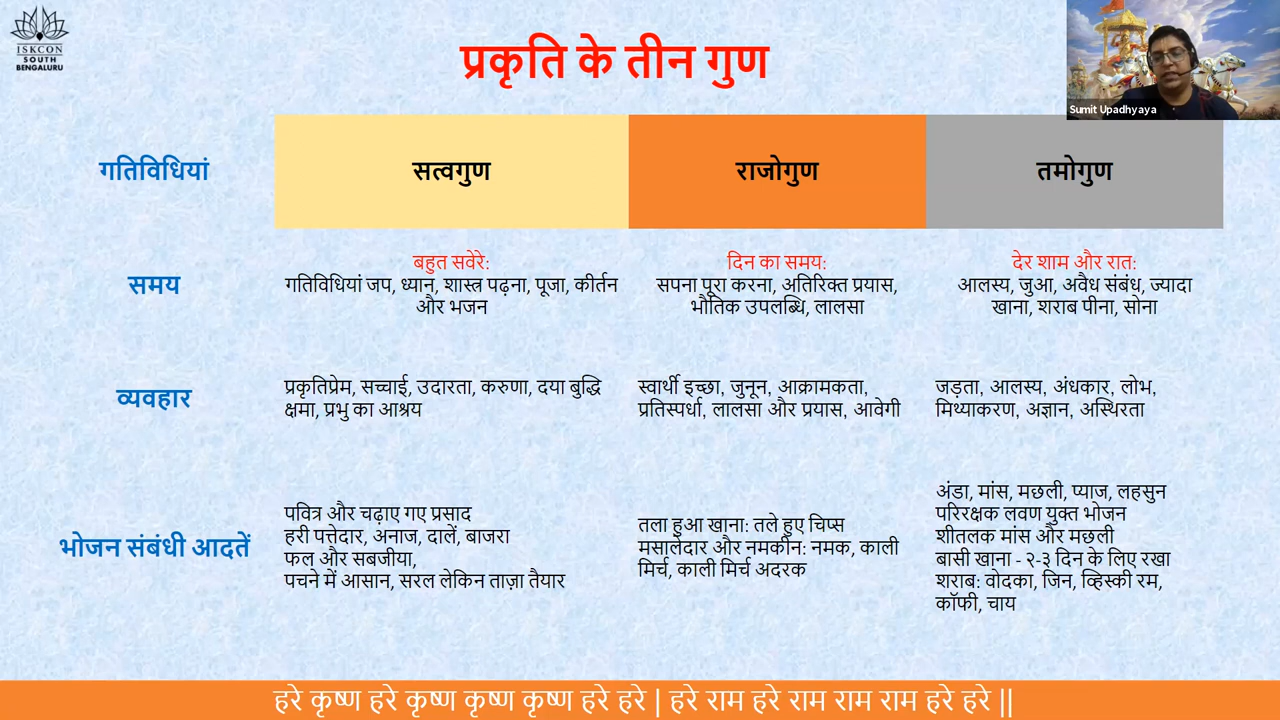 ISKCON
SOUTH
BENGALURU
प्रकृति के तीन गुण
Sumit Upadhyaya
गतिविधियां
सत्वगुण
राजोगुण
तमोगुण
समय
बहुत सवेरे:
गतिविधियां जप, ध्यान, शास्त्र पढ़ना, पूजा, कीर्तन
और भजन
दिन का समय:
सपना पूरा करना, अतिरिक्त प्रयास,
भौतिक उपलब्धि, लालसा
देर शाम और रात:
आलस्य, जुआ, अवैध संबंध, ज्यादा
खाना, शराब पीना, सोना
व्यवहार
प्रकृतिप्रेम, सच्चाई, उदारता, करुणा, दया बुद्धि
क्षमा, प्रभु का आश्रय
स्वार्थी इच्छा, जुनून, आक्रामकता,
प्रतिस्पर्धा, लालसा और प्रयास, आवेगी
जड़ता, आलस्य, अंधकार, लोभ,
मिथ्याकरण, अज्ञान, अस्थिरता
भोजन संबंधी आदतें
पवित्र और चढ़ाए गए प्रसाद
हरी पत्तेदार, अनाज, दालें, बाजरा
फल और सबजीया,
पचने में आसान, सरल लेकिन ताज़ा तैयार
तला हुआ खाना: तले हुए चिप्स
मसालेदार और नमकीन: नमक, काली
मिर्च, काली मिर्च अदरक
अंडा, मांस, मछली, प्याज, लहसुन
परिरक्षक लवण युक्त भोजन
शीतलक मांस और मछली
बासी खाना - २-३ दिन के लिए रखा
शराब: वोदका, जिन, व्हिस्की रम,
कॉफी, चाय
हरे कृष्ण हरे कृष्ण कृष्ण कृष्ण हरे हरे | हरे राम हरे राम राम राम हरे हरे ||